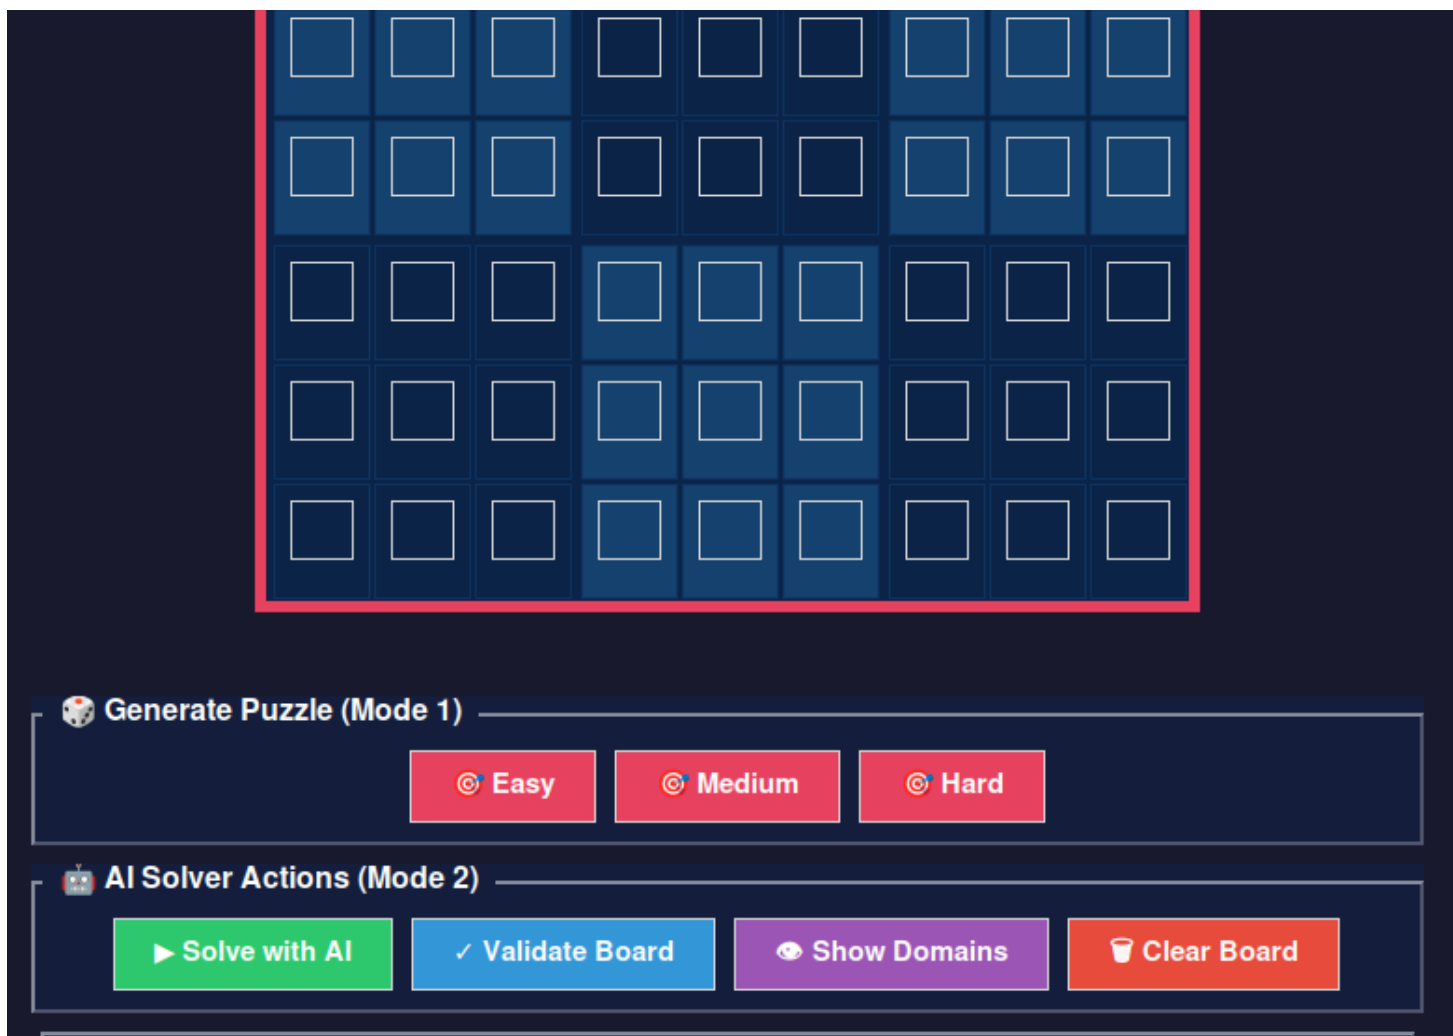 🎲 Generate Puzzle (Mode 1)
🎯 Easy 🎯 Medium 🎯 Hard
🤖 AI Solver Actions (Mode 2)
▶ Solve with AI ✓ Validate Board 👁 Show Domains 🗑 Clear Board